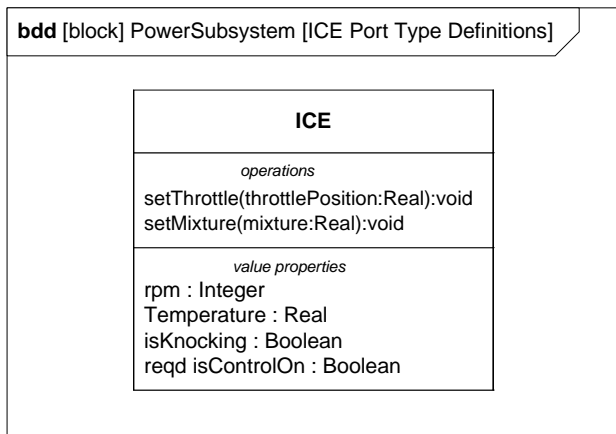 bdd [block] PowerSubsystem [ICE Port Type Definitions]
ICE
operations
setThrottle(throttlePosition:Real):void
setMixture(mixture:Real):void
value properties
rpm : Integer
Temperature : Real
isKnocking : Boolean
reqd isControlOn : Boolean